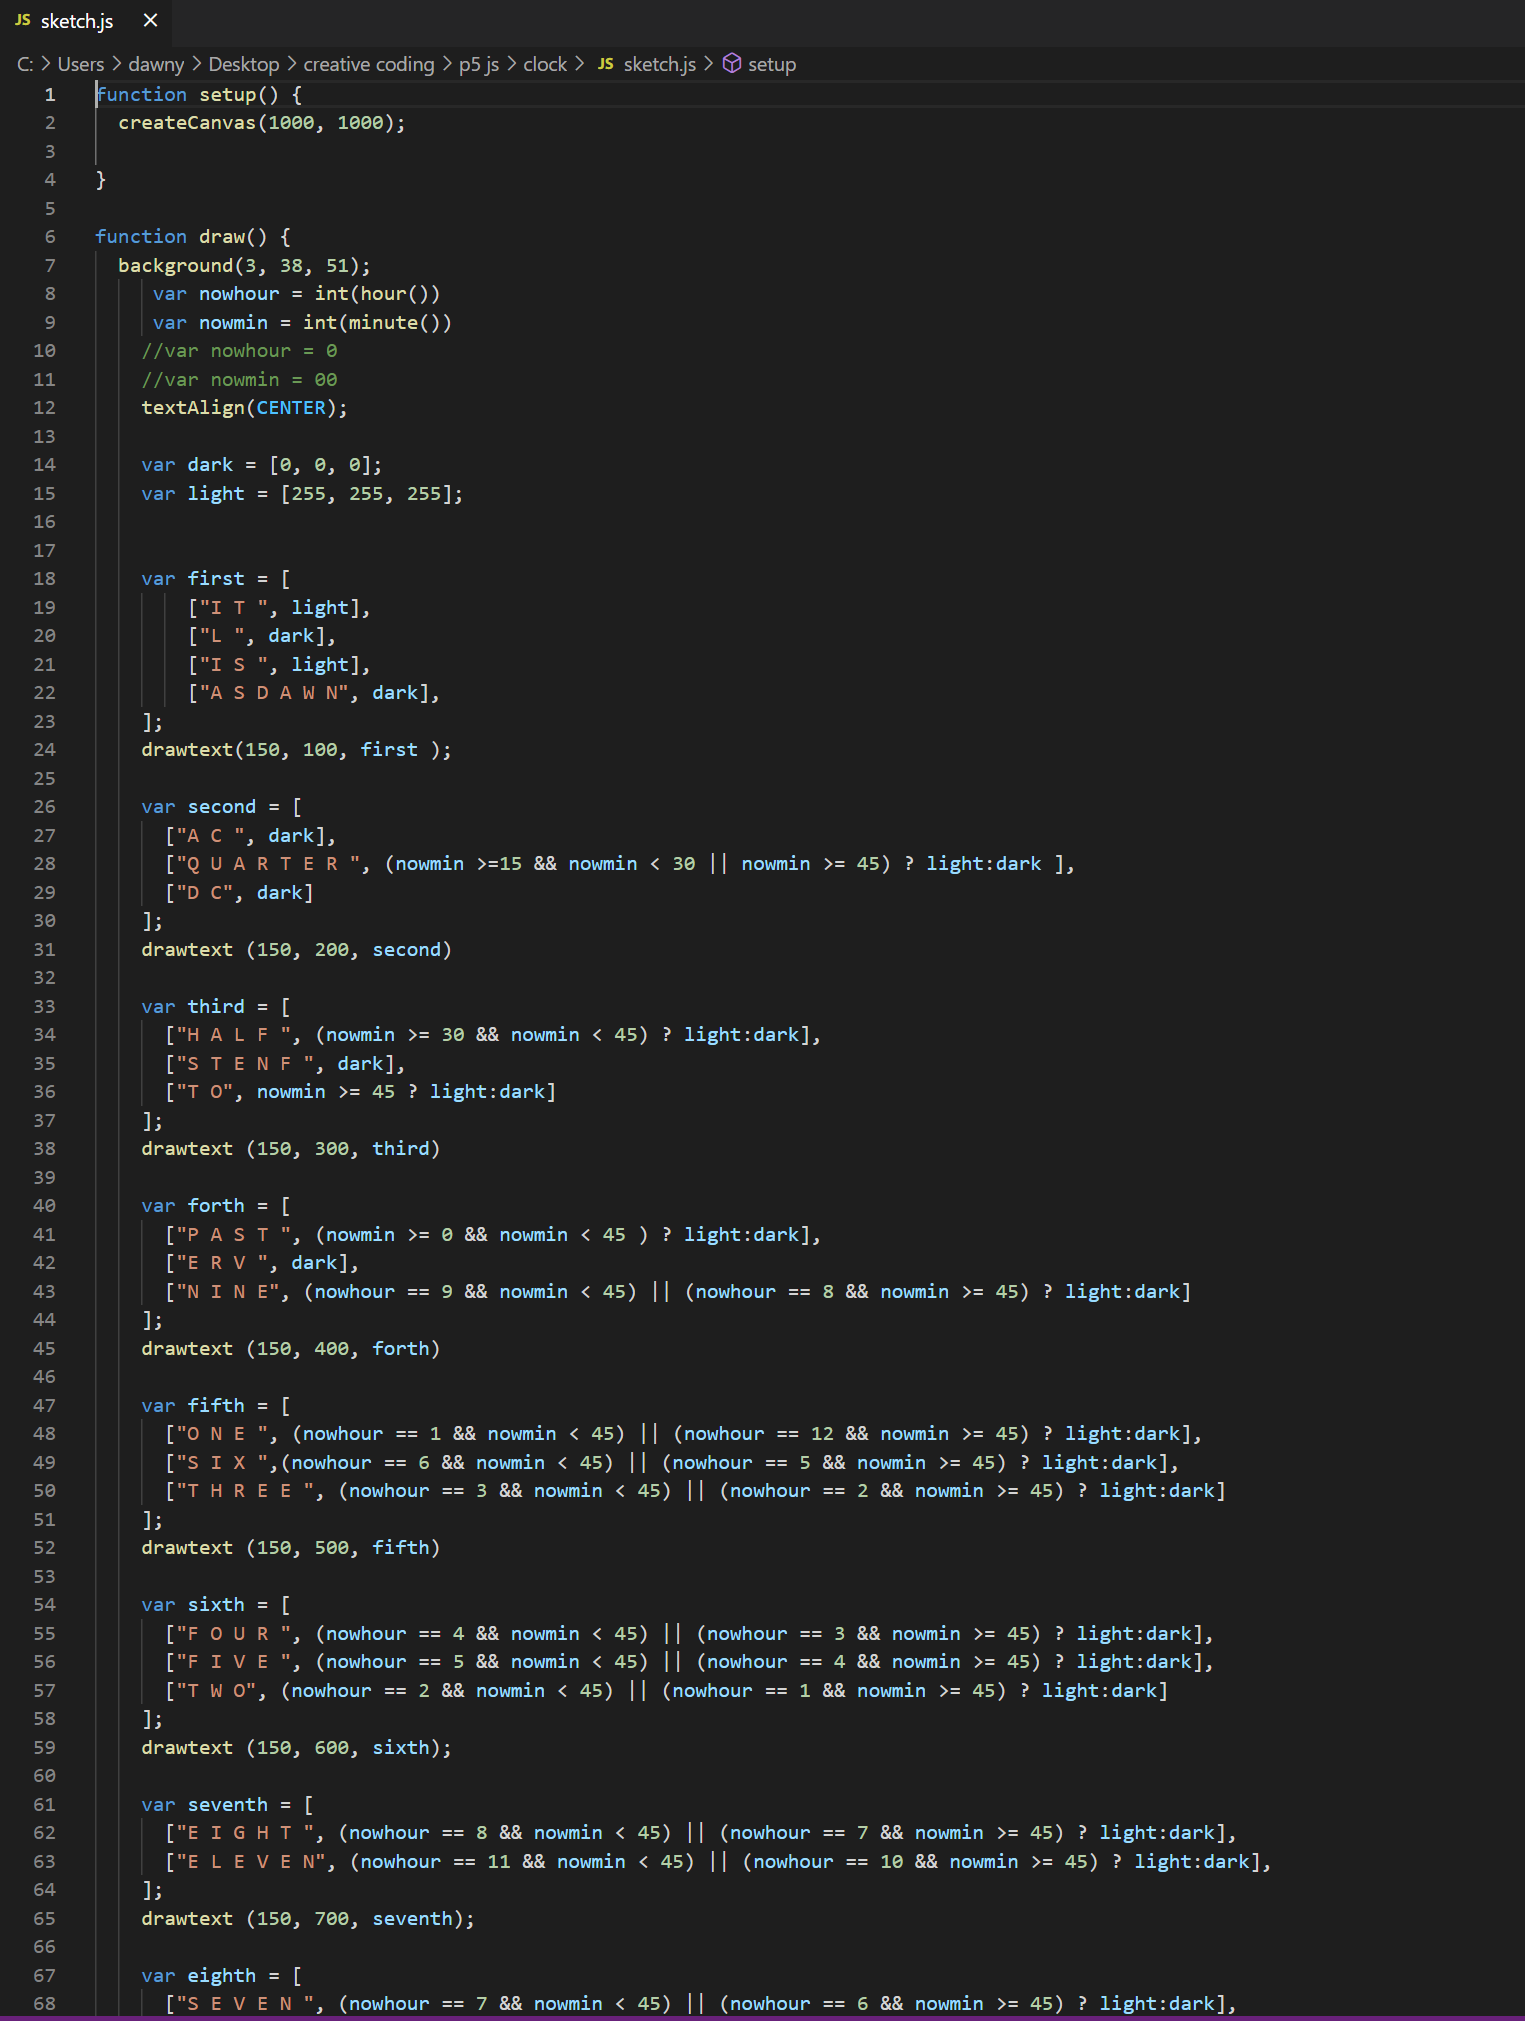 JS sketch.js ×
C: > Users > dawny > Desktop > creative coding > p5 js > clock > JS sketch.js > setup
1 function setup() {
2 createCanvas(1000, 1000);
3
4 }
5
6 function draw() {
7 background(3, 38, 51);
8 var nowhour = int(hour())
9 var nowmin = int(minute())
10 //var nowhour = 0
11 //var nowmin = 00
12 textAlign(CENTER);
13
14 var dark = [0, 0, 0];
15 var light = [255, 255, 255];
16
17
18 var first = [
19 ["I T ", light],
20 ["L ", dark],
21 ["I S ", light],
22 ["A S D A W N", dark],
23 ];
24 drawtext(150, 100, first );
25
26 var second = [
27 ["A C ", dark],
28 ["Q U A R T E R ", (nowmin >=15 && nowmin < 30 || nowmin >= 45) ? light:dark ],
29 ["D C", dark]
30 ];
31 drawtext (150, 200, second)
32
33 var third = [
34 ["H A L F ", (nowmin >= 30 && nowmin < 45) ? light:dark],
35 ["S T E N F ", dark],
36 ["T O", nowmin >= 45 ? light:dark]
37 ];
38 drawtext (150, 300, third)
39
40 var forth = [
41 ["P A S T ", (nowmin >= 0 && nowmin < 45 ) ? light:dark],
42 ["E R V ", dark],
43 ["N I N E", (nowhour == 9 && nowmin < 45) || (nowhour == 8 && nowmin >= 45) ? light:dark]
44 ];
45 drawtext (150, 400, forth)
46
47 var fifth = [
48 ["O N E ", (nowhour == 1 && nowmin < 45) || (nowhour == 12 && nowmin >= 45) ? light:dark],
49 ["S I X ",(nowhour == 6 && nowmin < 45) || (nowhour == 5 && nowmin >= 45) ? light:dark],
50 ["T H R E E ", (nowhour == 3 && nowmin < 45) || (nowhour == 2 && nowmin >= 45) ? light:dark]
51 ];
52 drawtext (150, 500, fifth)
53
54 var sixth = [
55 ["F O U R ", (nowhour == 4 && nowmin < 45) || (nowhour == 3 && nowmin >= 45) ? light:dark],
56 ["F I V E ", (nowhour == 5 && nowmin < 45) || (nowhour == 4 && nowmin >= 45) ? light:dark],
57 ["T W O", (nowhour == 2 && nowmin < 45) || (nowhour == 1 && nowmin >= 45) ? light:dark]
58 ];
59 drawtext (150, 600, sixth);
60
61 var seventh = [
62 ["E I G H T ", (nowhour == 8 && nowmin < 45) || (nowhour == 7 && nowmin >= 45) ? light:dark],
63 ["E L E V E N", (nowhour == 11 && nowmin < 45) || (nowhour == 10 && nowmin >= 45) ? light:dark],
64 ];
65 drawtext (150, 700, seventh);
66
67 var eighth = [
68 ["S E V E N ", (nowhour == 7 && nowmin < 45) || (nowhour == 6 && nowmin >= 45) ? light:dark],